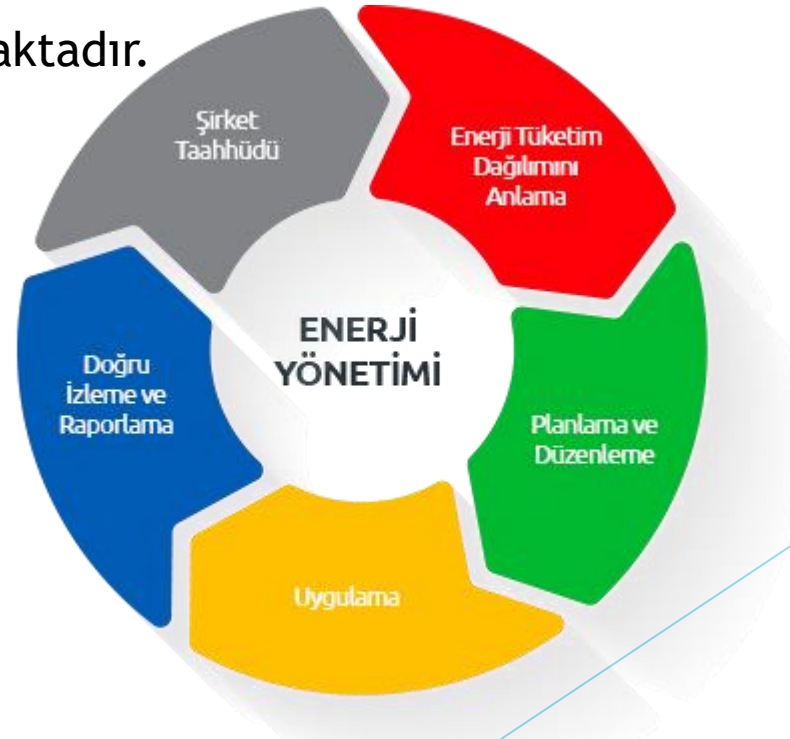 aktadır.
Şirket
Taahhüdü
Enerji Tüketim
Dağılımını
Anlama
ENERJİ
YÖNETİMİ
Doğru
İzleme ve
Raporlama
Planlama ve
Düzenleme
Uygulama